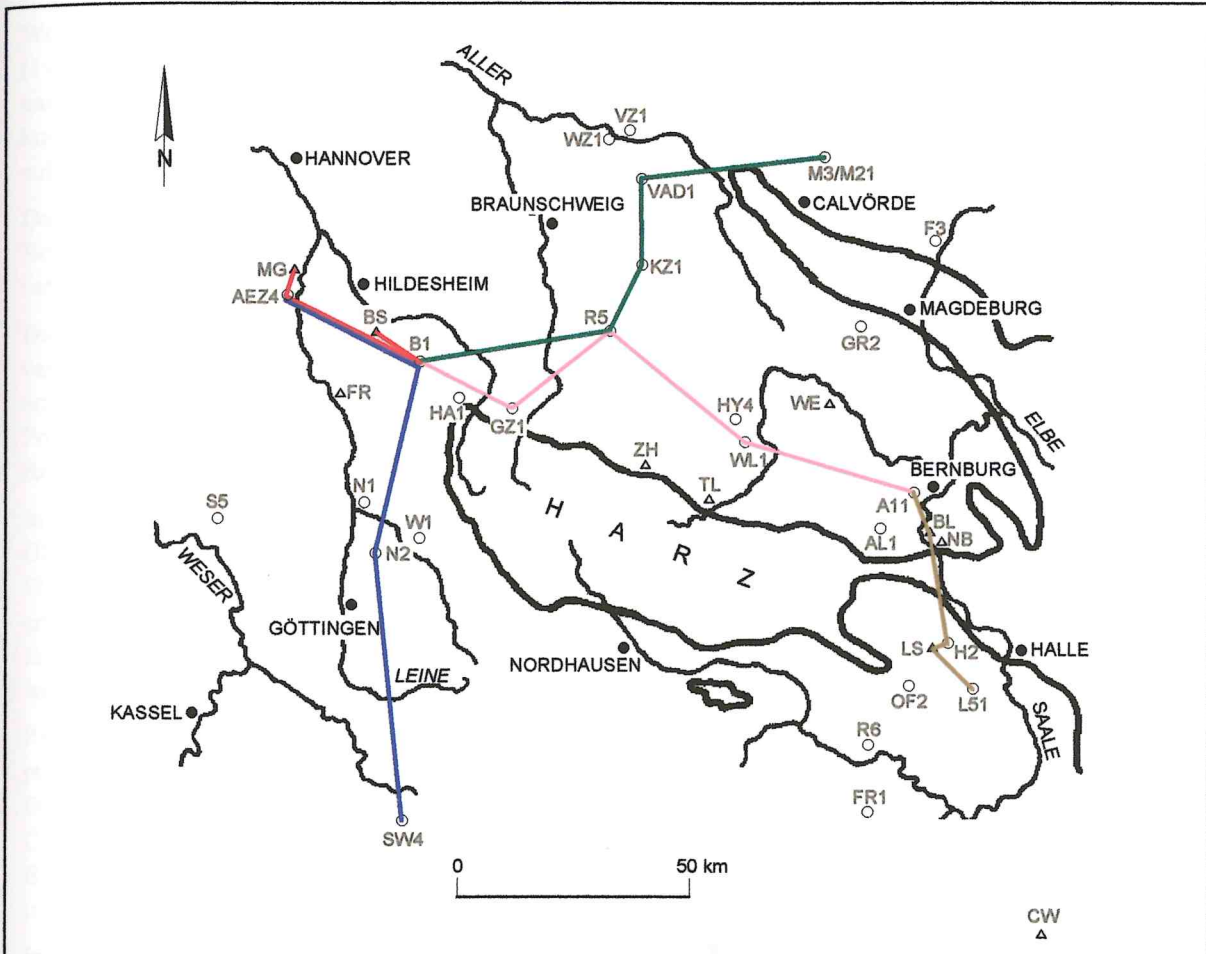 ALLER
VZ1
WZ1
N
HANNOVER
M3/M21
VAD1
CALVÖRDE
BRAUNSCHWEIG
F3
MG
KZ1
HILDESHEIM
AEZ4
MAGDEBURG
BS
R5
GR2
B1
FR
WE
HA1
GZ1
HY4
ELBE
WL1
ZH
BERNBURG
TL
N1
A11
S5
H A R Z
BL
W1
AL1
NB
N2
WESER
GÖTTINGEN
LS
H2
HALLE
NORDHAUSEN
LEINE
OF2
L51
KASSEL
SAALE
R6
FR1
SW4
0 50 km
CW